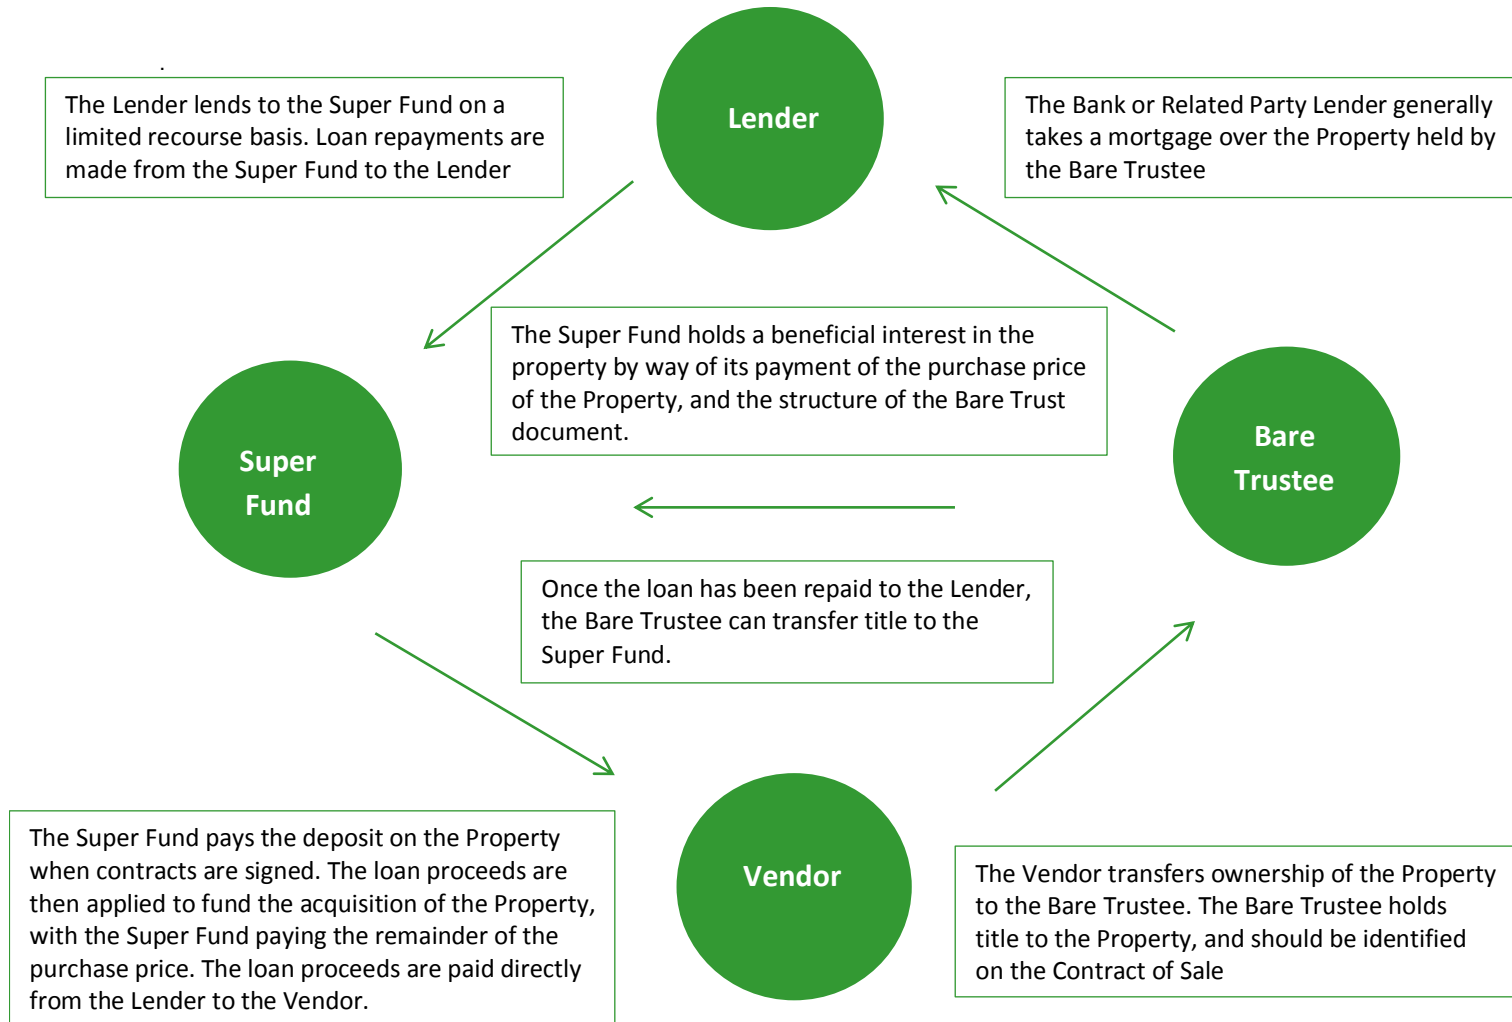 .
The Lender lends to the Super Fund on a
limited recourse basis. Loan repayments are
made from the Super Fund to the Lender
Lender
The Bank or Related Party Lender generally
takes a mortgage over the Property held by
the Bare Trustee
The Super Fund holds a beneficial interest in the
property by way of its payment of the purchase price
of the Property, and the structure of the Bare Trust
document.
Super
Fund
Bare
Trustee
Once the loan has been repaid to the Lender,
the Bare Trustee can transfer title to the
Super Fund.
The Super Fund pays the deposit on the Property
when contracts are signed. The loan proceeds are
then applied to fund the acquisition of the Property,
with the Super Fund paying the remainder of the
purchase price. The loan proceeds are paid directly
from the Lender to the Vendor.
Vendor
The Vendor transfers ownership of the Property
to the Bare Trustee. The Bare Trustee holds
title to the Property, and should be identified
on the Contract of Sale